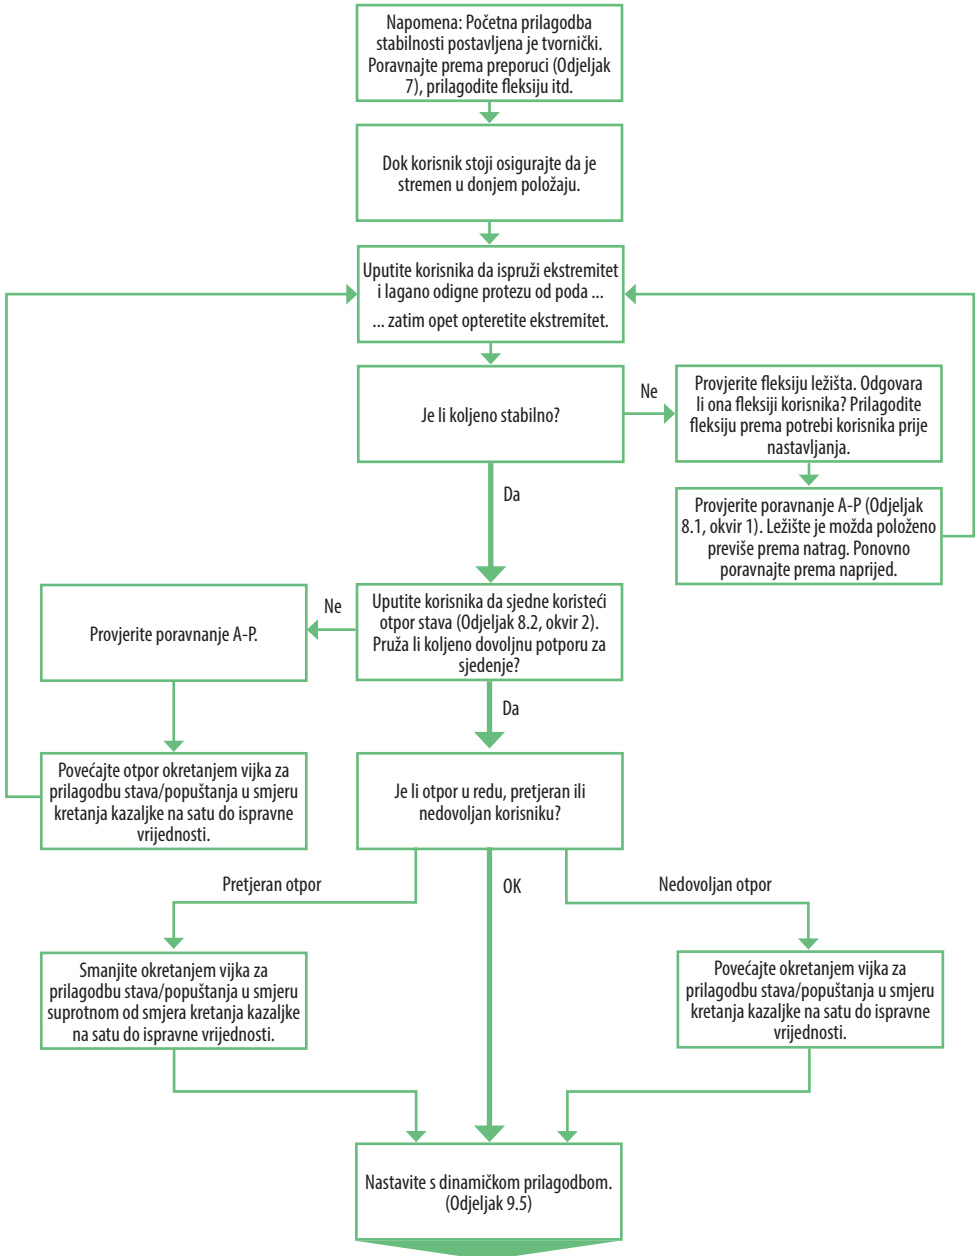 Napomena: Početna prilagodba
stabilnosti postavljena je tvornički.
Poravnajte prema preporuci (Odjeljak
7), prilagodite fleksiju itd.
Dok korisnik stoji osigurajte da je
stremen u donjem položaju.
Uputite korisnika da ispruži ekstremitet
i lagano odigne protezu od poda ...
... zatim opet opteretite ekstremitet.
Je li koljeno stabilno?
Ne
Provjerite fleksiju ležišta. Odgovara
li ona fleksiji korisnika? Prilagodite
fleksiju prema potrebi korisnika prije
nastavljanja.
Da
Provjerite poravnanje A-P (Odjeljak
8.1, okvir 1). Ležište je možda položeno
previše prema natrag. Ponovno
poravnajte prema naprijed.
Uputite korisnika da sjedne koristeći
otpor stava (Odjeljak 8.2, okvir 2).
Pruža li koljeno dovoljnu potporu za
sjedenje?
Ne
Provjerite poravnanje A-P.
Da
Povećajte otpor okretanjem vijka za
prilagodbu stava/popuštanja u smjeru
kretanja kazaljke na satu do ispravne
vrijednosti.
Je li otpor u redu, pretjeran ili
nedovoljan korisniku?
Pretjeran otpor
OK
Nedovoljan otpor
Smanjite okretanjem vijka za
prilagodbu stava/popuštanja u smjeru
suprotnom od smjera kretanja kazaljke
na satu do ispravne vrijednosti.
Povećajte okretanjem vijka za
prilagodbu stava/popuštanja u smjeru
kretanja kazaljke na satu do ispravne
vrijednosti.
Nastavite s dinamičkom prilagodbom.
(Odjeljak 9.5)